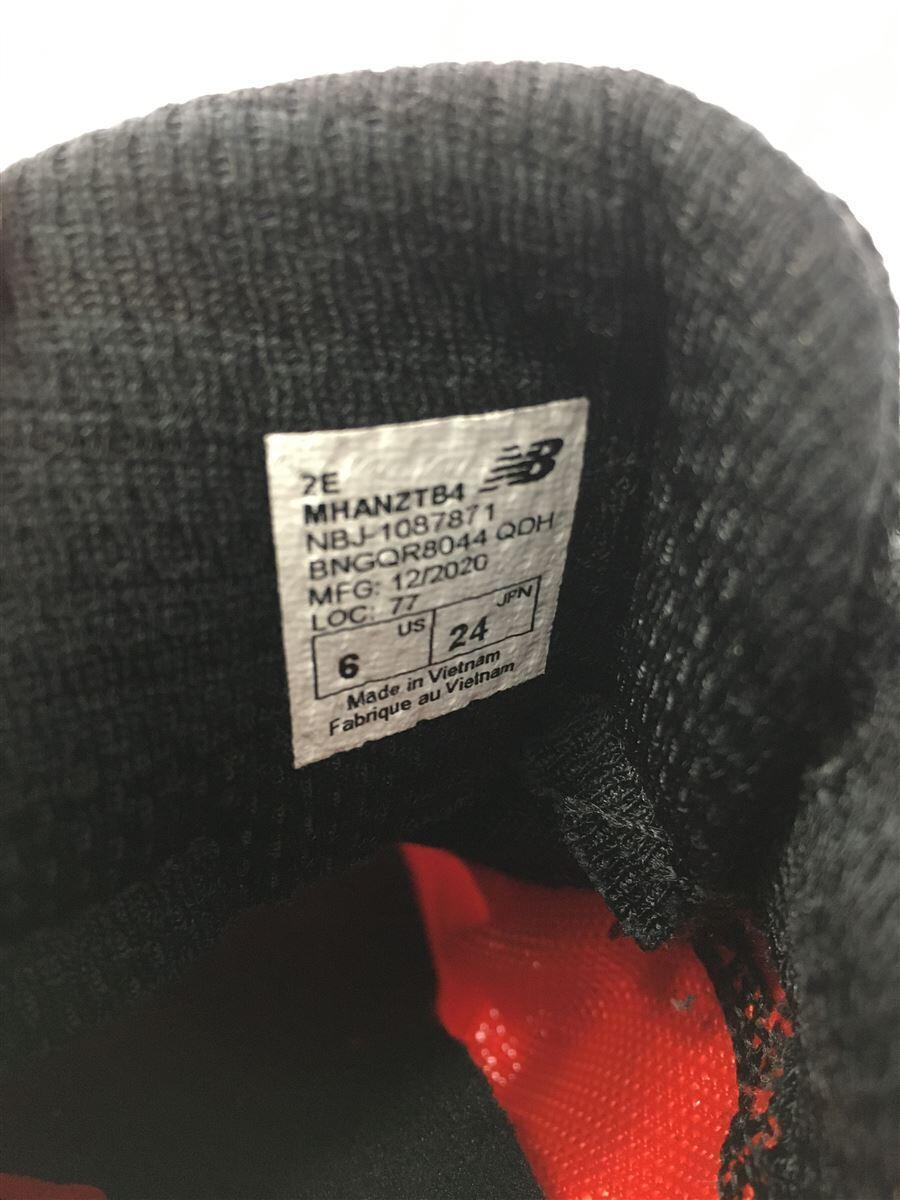 2E
NB
MHANZTB4
NBJ-1087871
BNGQR8044 QDH
MFG: 12/2020
LOC: 77
US JPN
6 24
Made in Vietnam
Fabrique au Vietnam